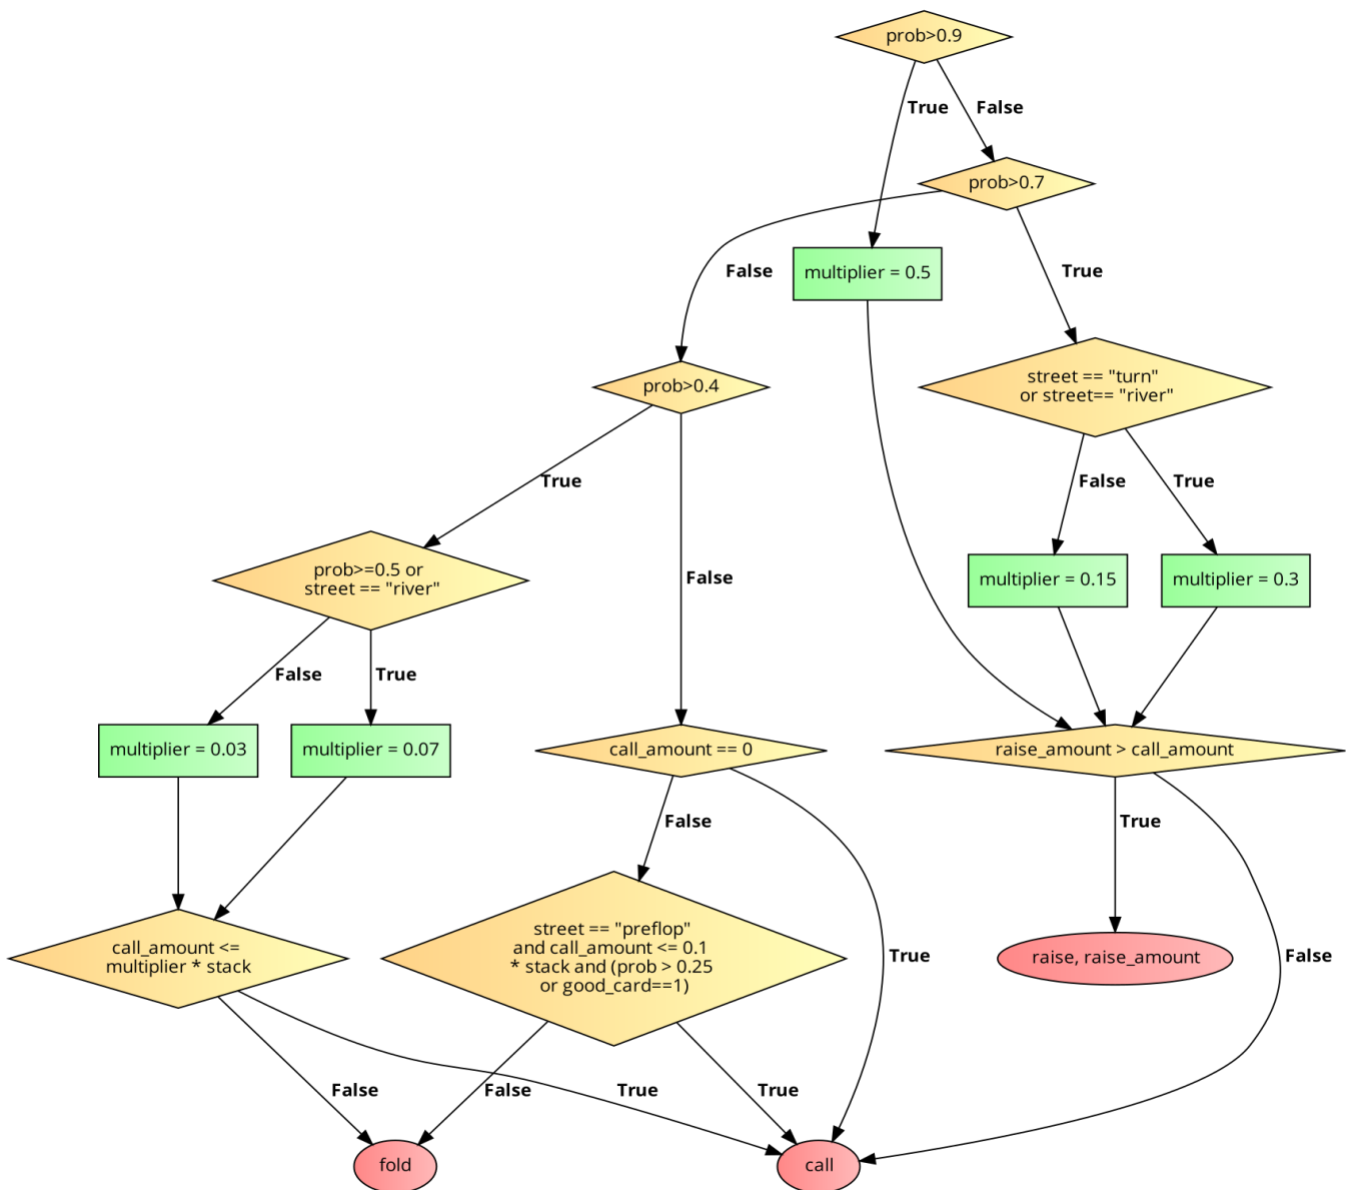 prob>0.9
True
False
prob>0.7
False
multiplier = 0.5
True
prob>0.4
street == "turn"
or street== "river"
True
False
True
prob>=0.5 or
street == "river"
False
multiplier = 0.15
multiplier = 0.3
False
True
multiplier = 0.03
multiplier = 0.07
call_amount == 0
raise_amount > call_amount
False
True
call_amount <=
multiplier * stack
street == "preflop"
and call_amount <= 0.1
* stack and (prob > 0.25
or good_card==1)
True
raise, raise_amount
False
False
False
True
True
fold
call